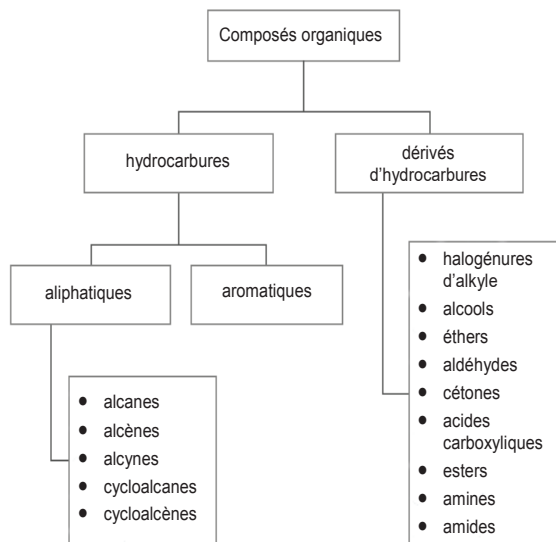 Composés organiques
hydrocarbures
dérivés
d'hydrocarbures
aliphatiques
aromatiques
• alcanes
• alcènes
• alcynes
• cycloalcanes
• cycloalcènes
• halogénures
d'alkyle
• alcools
• éthers
• aldéhydes
• cétones
• acides
carboxyliques
• esters
• amines
• amides